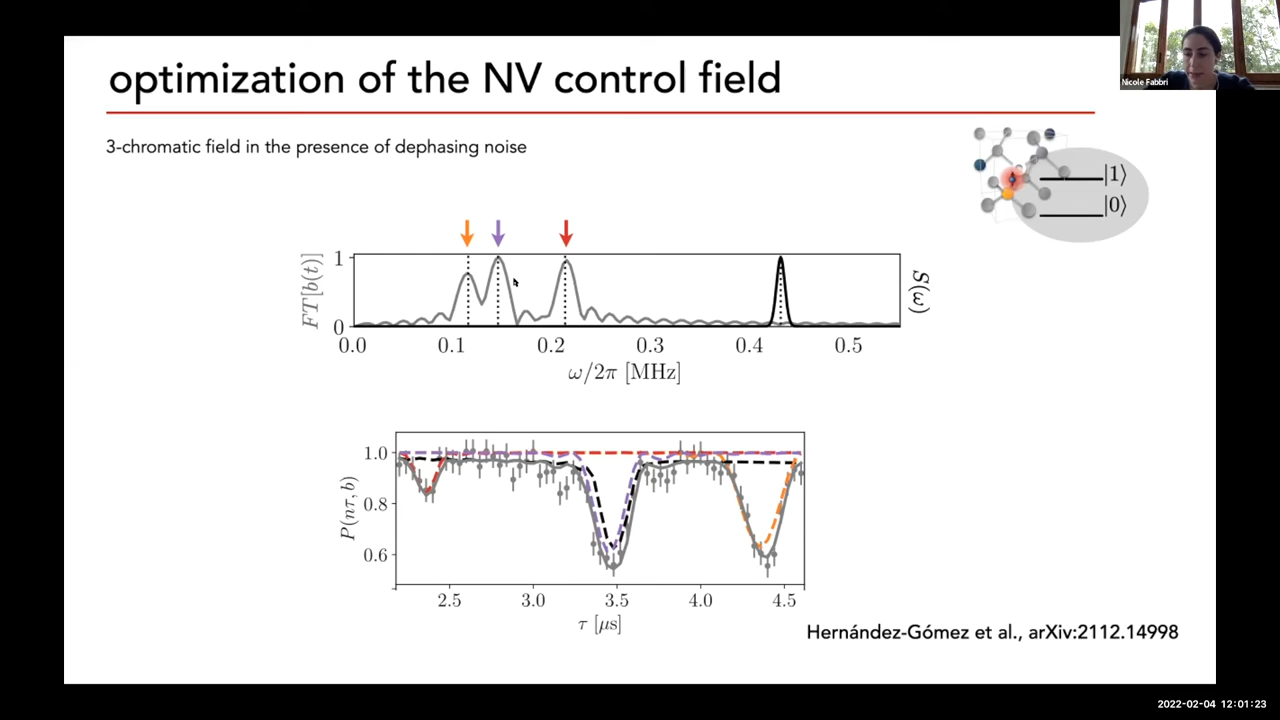 optimization of the NV control field
Nicole Fabbri
3-chromatic field in the presence of dephasing noise
|1⟩
|0⟩
FT[b(t)]
1
0
S(ω)
0.0 0.1 0.2 0.3 0.4 0.5
ω/2π [MHz]
P(nτ, b)
1.0
0.8
0.6
2.5 3.0 3.5 4.0 4.5
τ [μs]
Hernández-Gómez et al., arXiv:2112.14998
2022-02-04 12:01:23